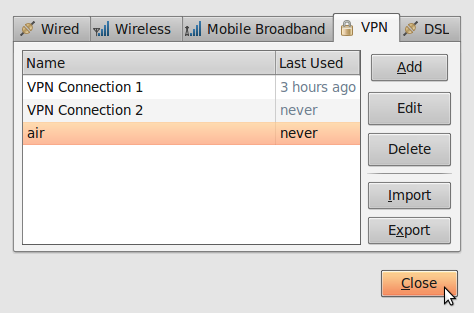 Wired Wireless Mobile Broadband VPN DSL
Name Last Used
VPN Connection 1 3 hours ago
VPN Connection 2 never
air never
Add
Edit
Delete
Import
Export
Close